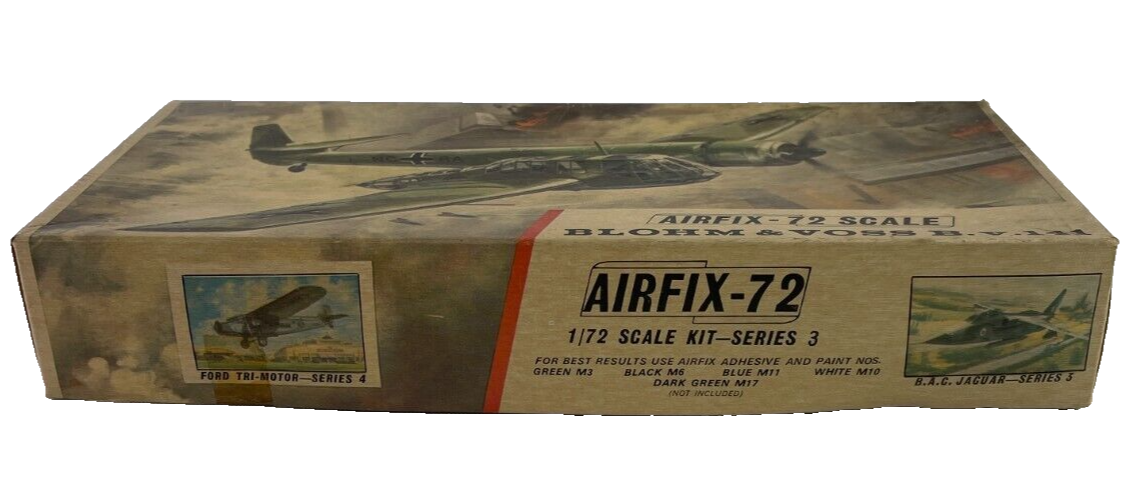 AIRFIX-72 SCALE
BLOHM & VOSS B.v.141
AIRFIX-72
1/72 SCALE KIT—SERIES 3
FOR BEST RESULTS USE AIRFIX ADHESIVE AND PAINT NOS.
GREEN M3 BLACK M6 BLUE M11 WHITE M10
DARK GREEN M17
(NOT INCLUDED)
FORD TRI-MOTOR—SERIES 4
B.A.C. JAGUAR—SERIES 3